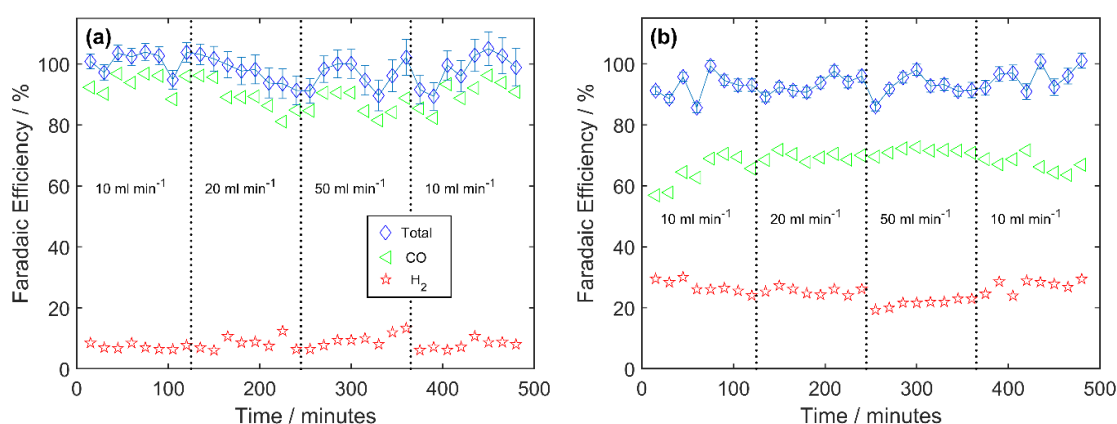 (a)
Faradaic Efficiency / %
100
80
60
40
20
0
10 ml min⁻¹
20 ml min⁻¹
50 ml min⁻¹
10 ml min⁻¹
Total
CO
H₂
0
100
200
300
400
500
Time / minutes
(b)
Faradaic Efficiency / %
100
80
60
40
20
0
10 ml min⁻¹
20 ml min⁻¹
50 ml min⁻¹
10 ml min⁻¹
0
100
200
300
400
500
Time / minutes